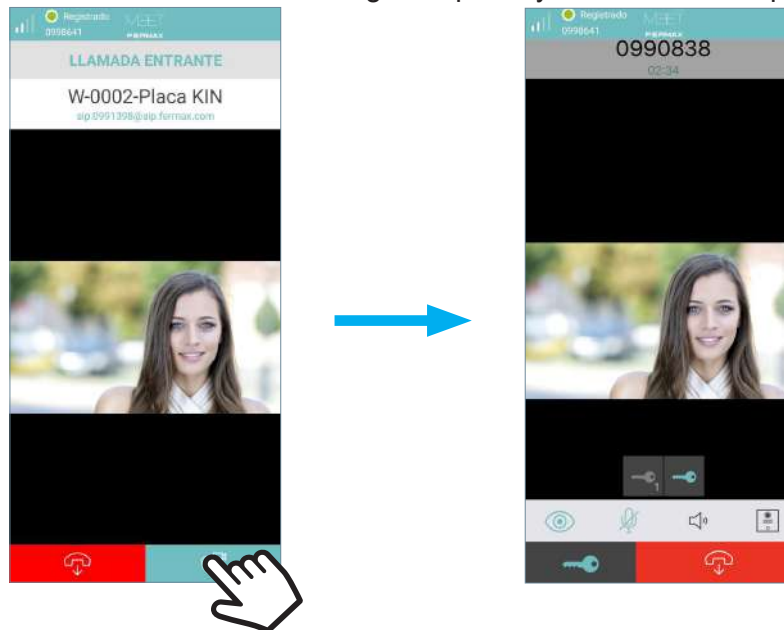 Registrado
0998641
MEET
FERMAX
LLAMADA ENTRANTE
W-0002-Placa KIN
sip:0991398@sip.fermax.com
Registrado
0998641
MEET
FERMAX
0990838
02:34
1